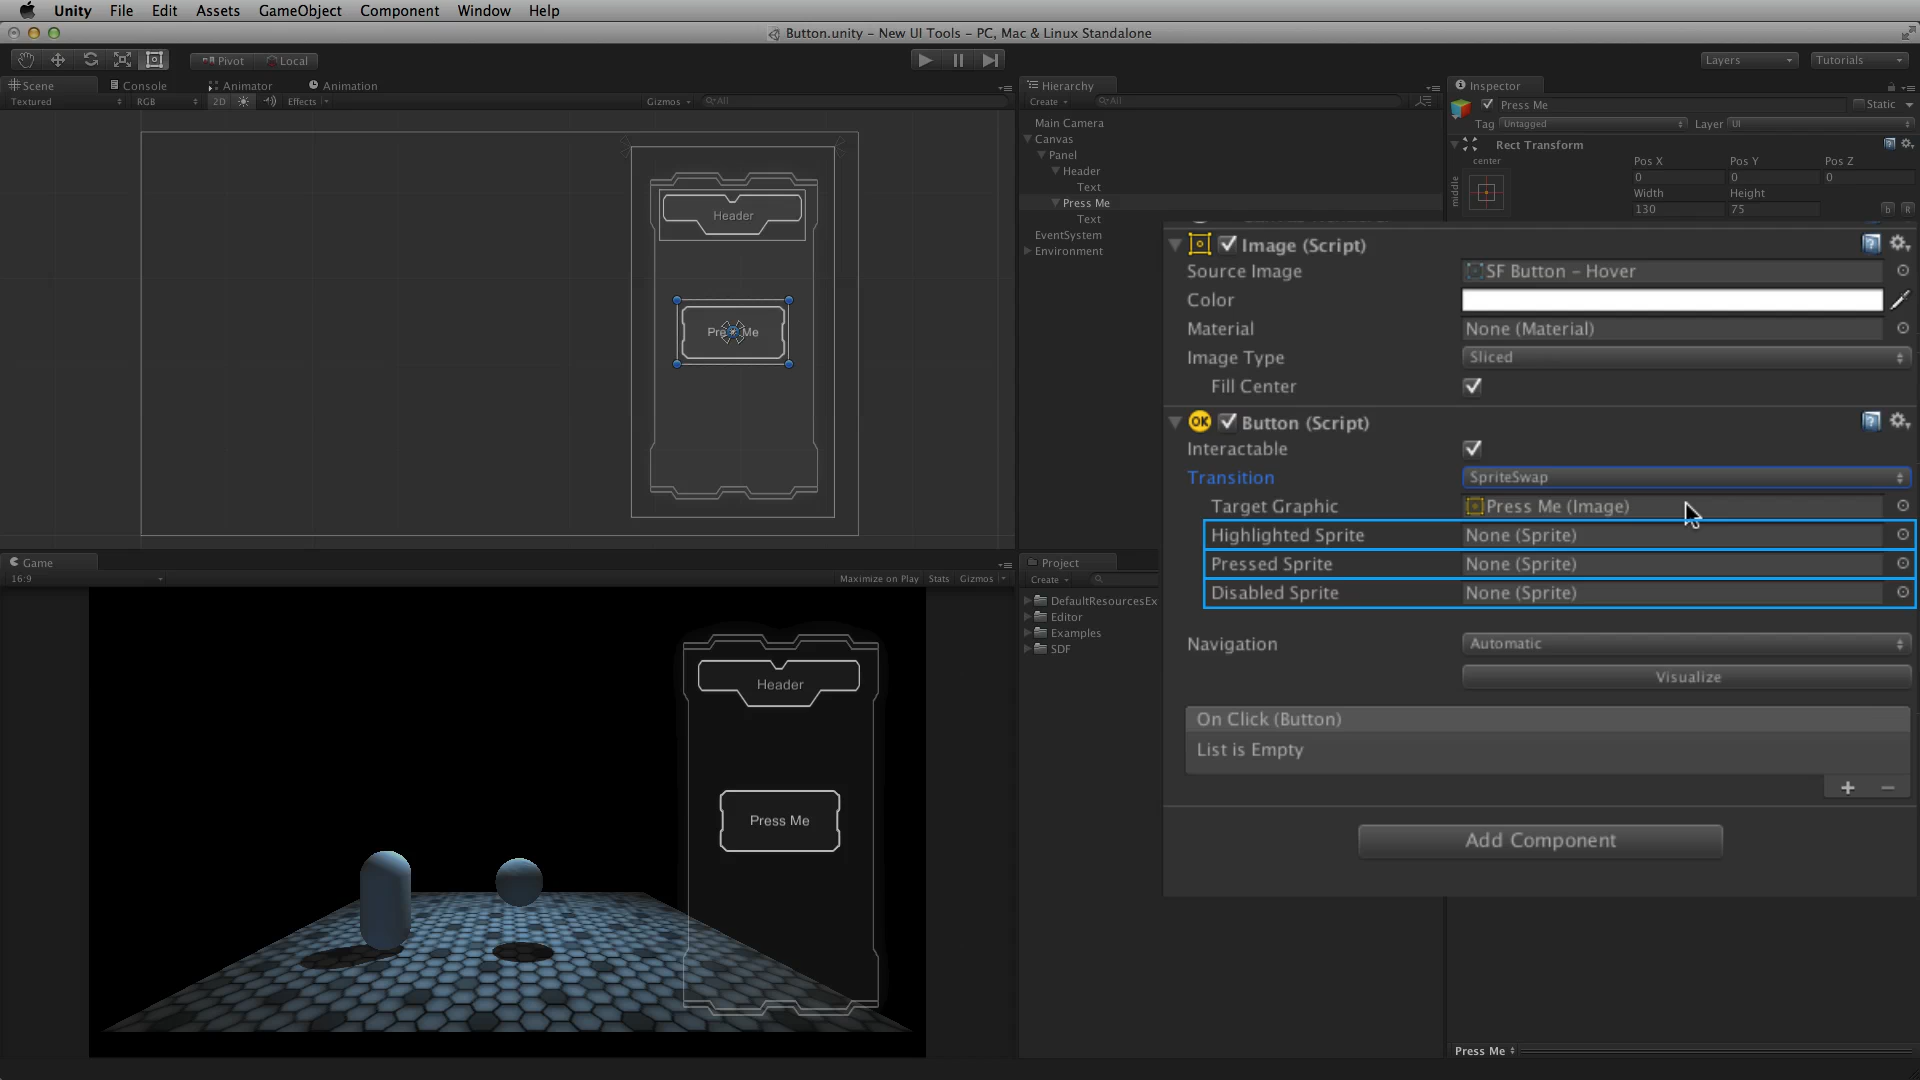 Unity File Edit Assets GameObject Component Window Help
Button.unity – New UI Tools – PC, Mac & Linux Standalone
Pivot Local
Layers Tutorials
Scene Console Animator Animation
Textured RGB 2D Effects Gizmos All
Header
Press Me
Game
16:9 Maximize on Play Stats Gizmos
Header
Press Me
Hierarchy
Create All
Main Camera
Canvas
Panel
Header
Text
Press Me
Text
EventSystem
Environment
Project
Create
DefaultResourcesEx
Editor
Examples
SDF
Inspector
Press Me Static
Tag Untagged Layer UI
Rect Transform
center
middle
Pos X Pos Y Pos Z
0 0 0
Width Height
130 75
Image (Script)
Source Image SF Button – Hover
Color
Material None (Material)
Image Type Sliced
Fill Center
OK Button (Script)
Interactable
Transition SpriteSwap
Target Graphic Press Me (Image)
Highlighted Sprite None (Sprite)
Pressed Sprite None (Sprite)
Disabled Sprite None (Sprite)
Navigation Automatic
Visualize
On Click (Button)
List is Empty
+ –
Add Component
Press Me